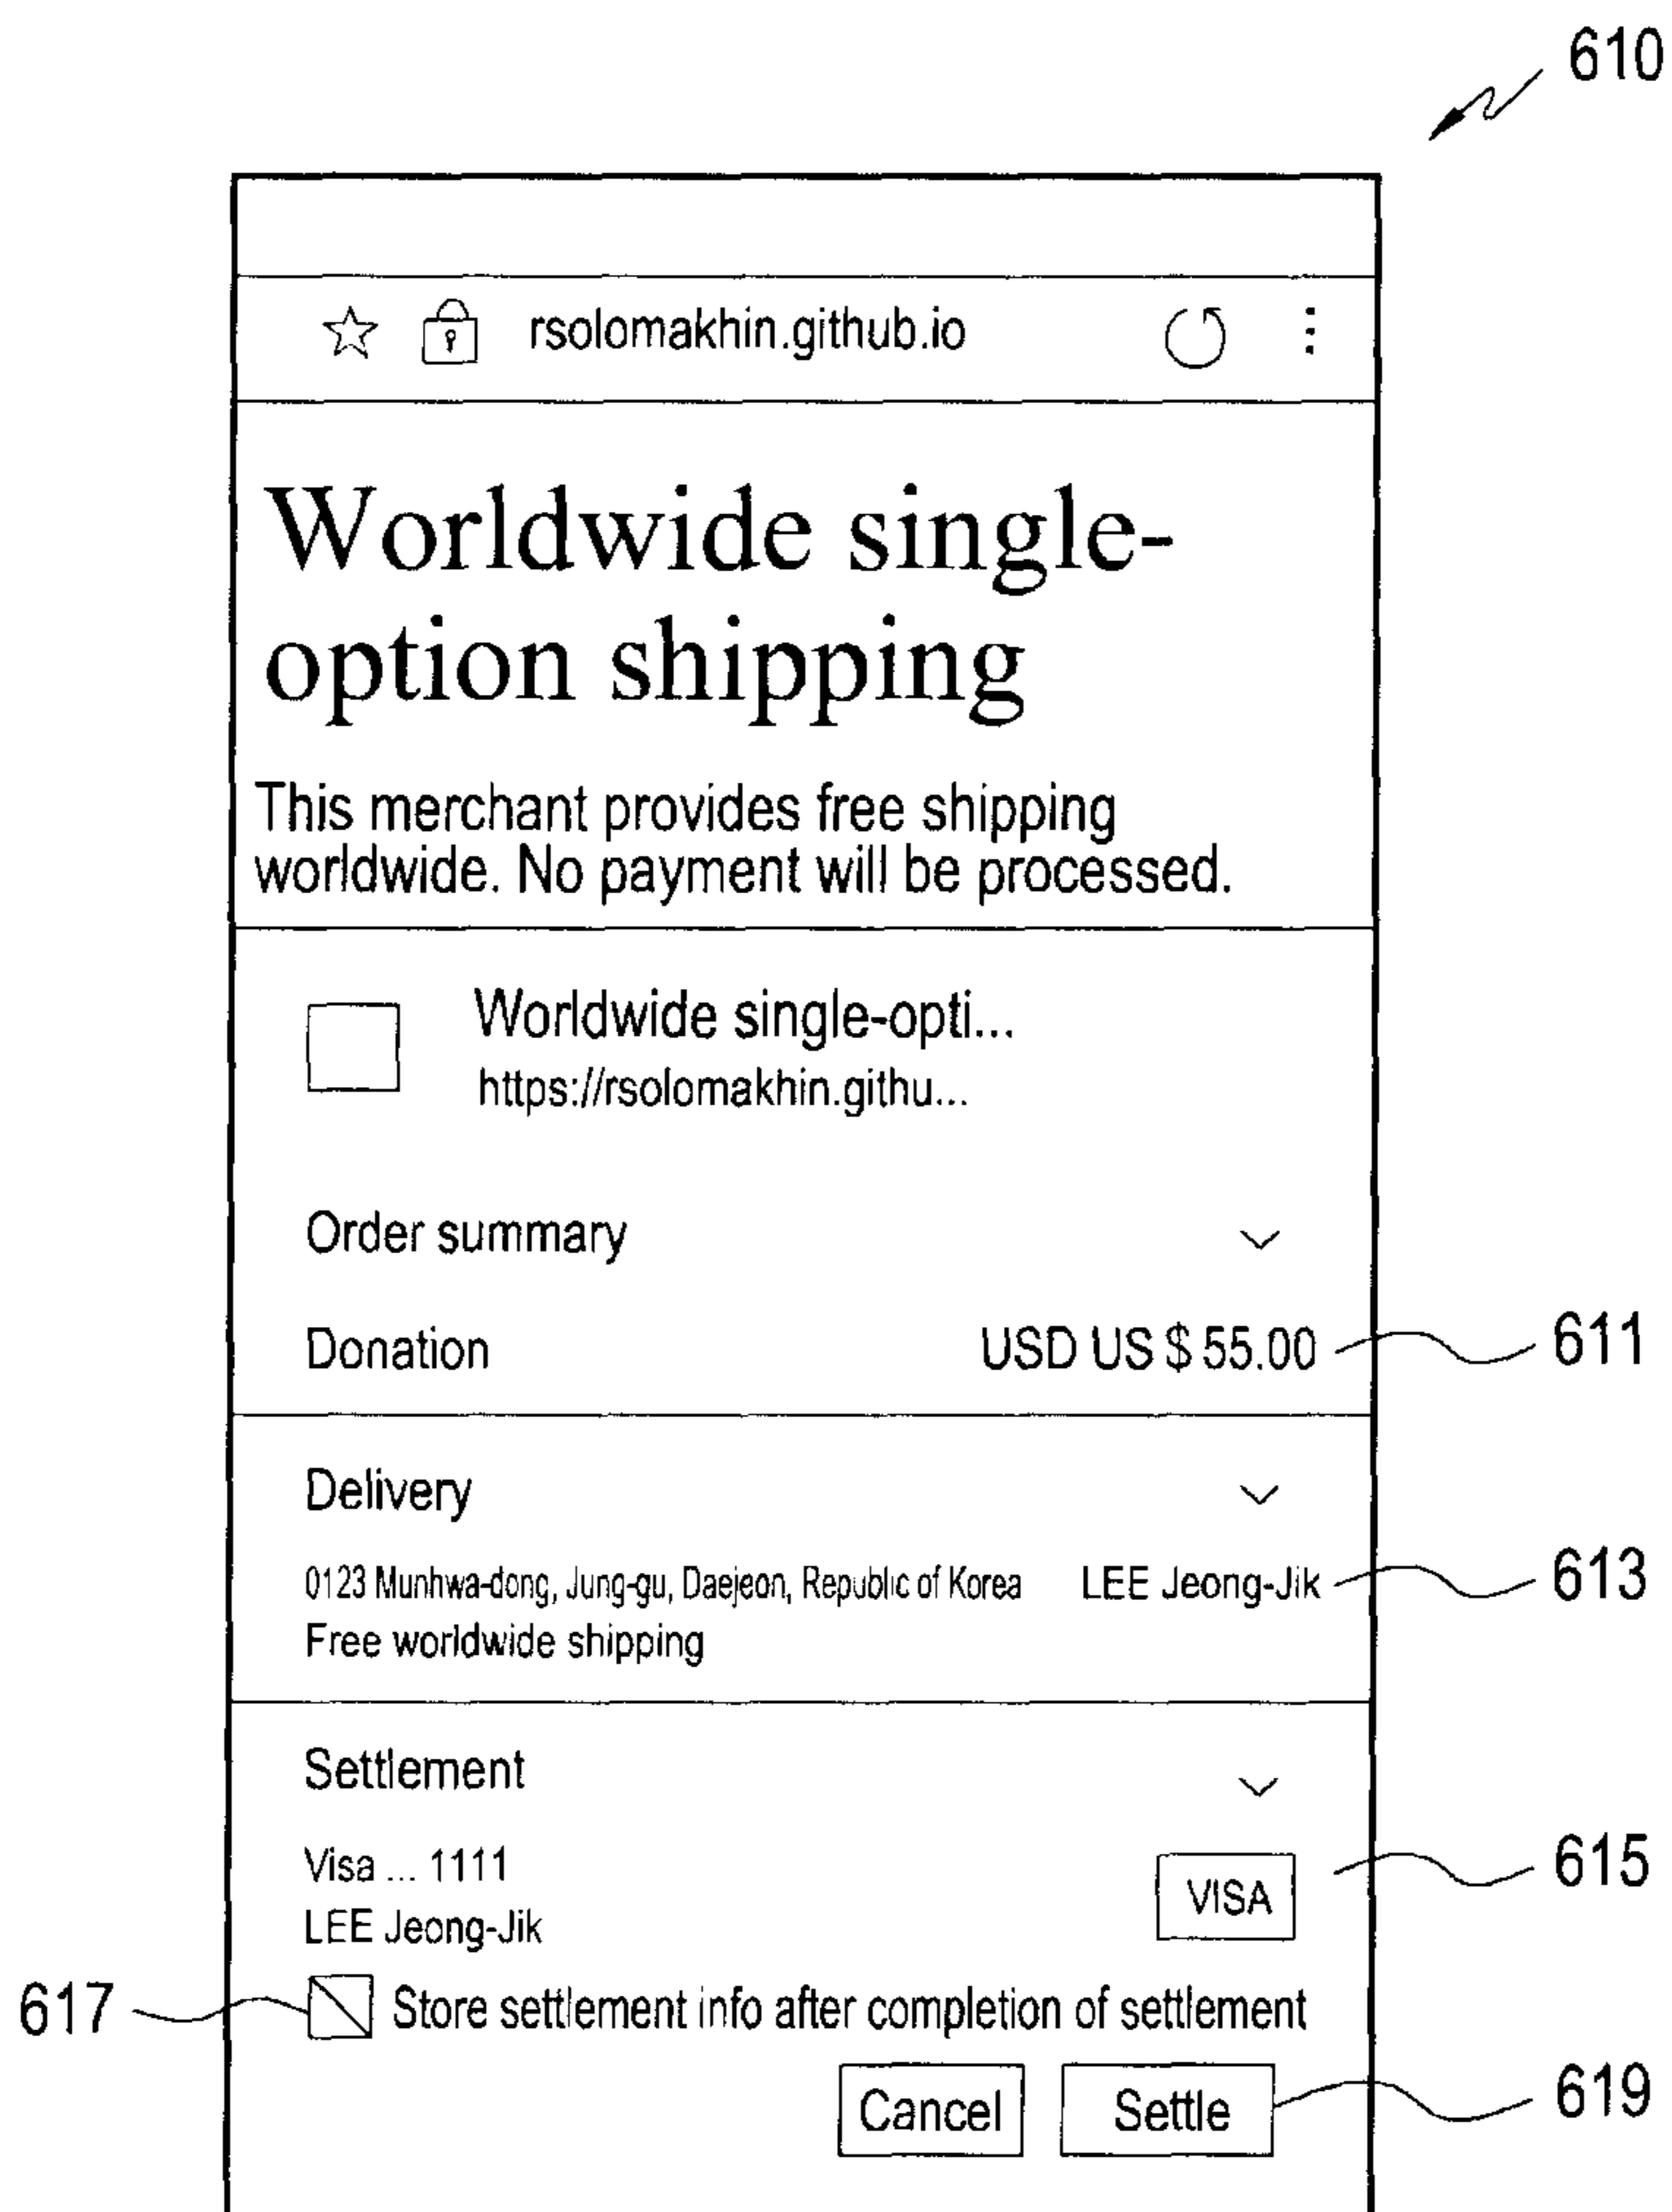 610
rsolomakhin.github.io
Worldwide single-
option shipping
This merchant provides free shipping
worldwide. No payment will be processed.
Worldwide single-opti...
https://rsolomakhin.githu...
Order summary
Donation USD US $ 55.00 611
Delivery
0123 Munhwa-dong, Jung-gu, Daejeon, Republic of Korea LEE Jeong-Jik 613
Free worldwide shipping
Settlement
Visa ... 1111 VISA 615
LEE Jeong-Jik
617 Store settlement info after completion of settlement
Cancel Settle 619